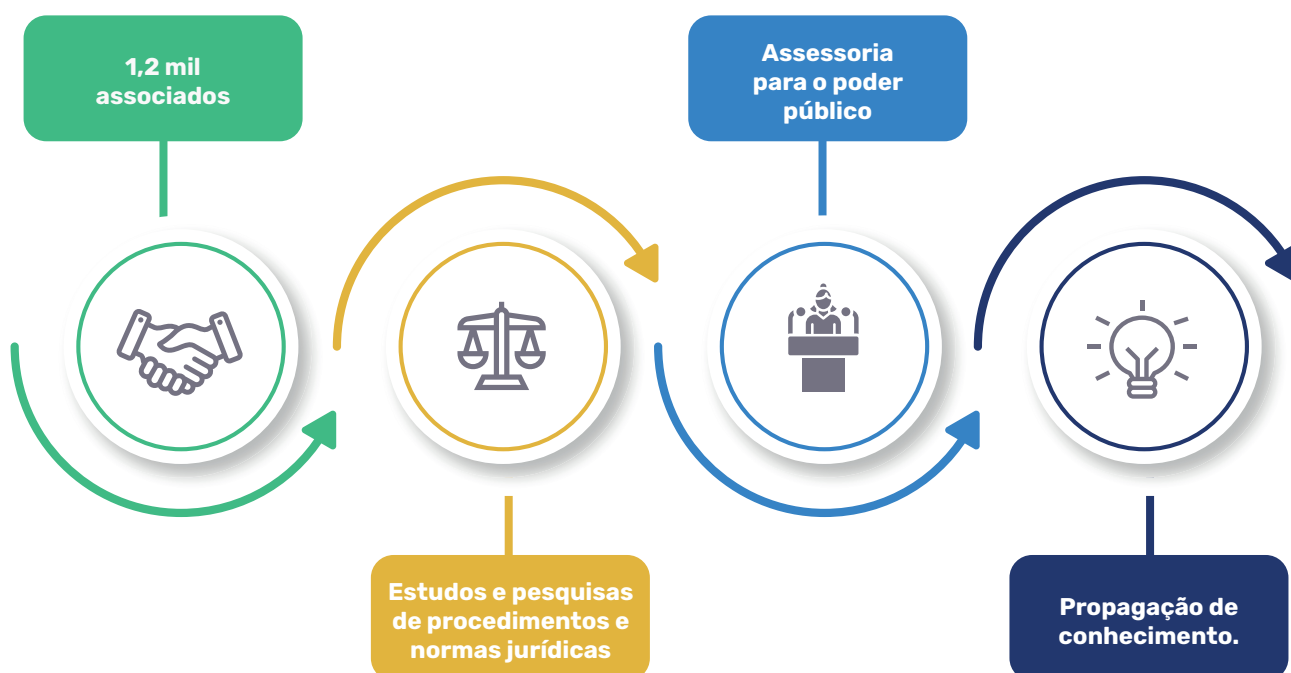 1,2 mil
associados
Estudos e pesquisas
de procedimentos e
normas jurídicas
Assessoria
para o poder
público
Propagação de
conhecimento.